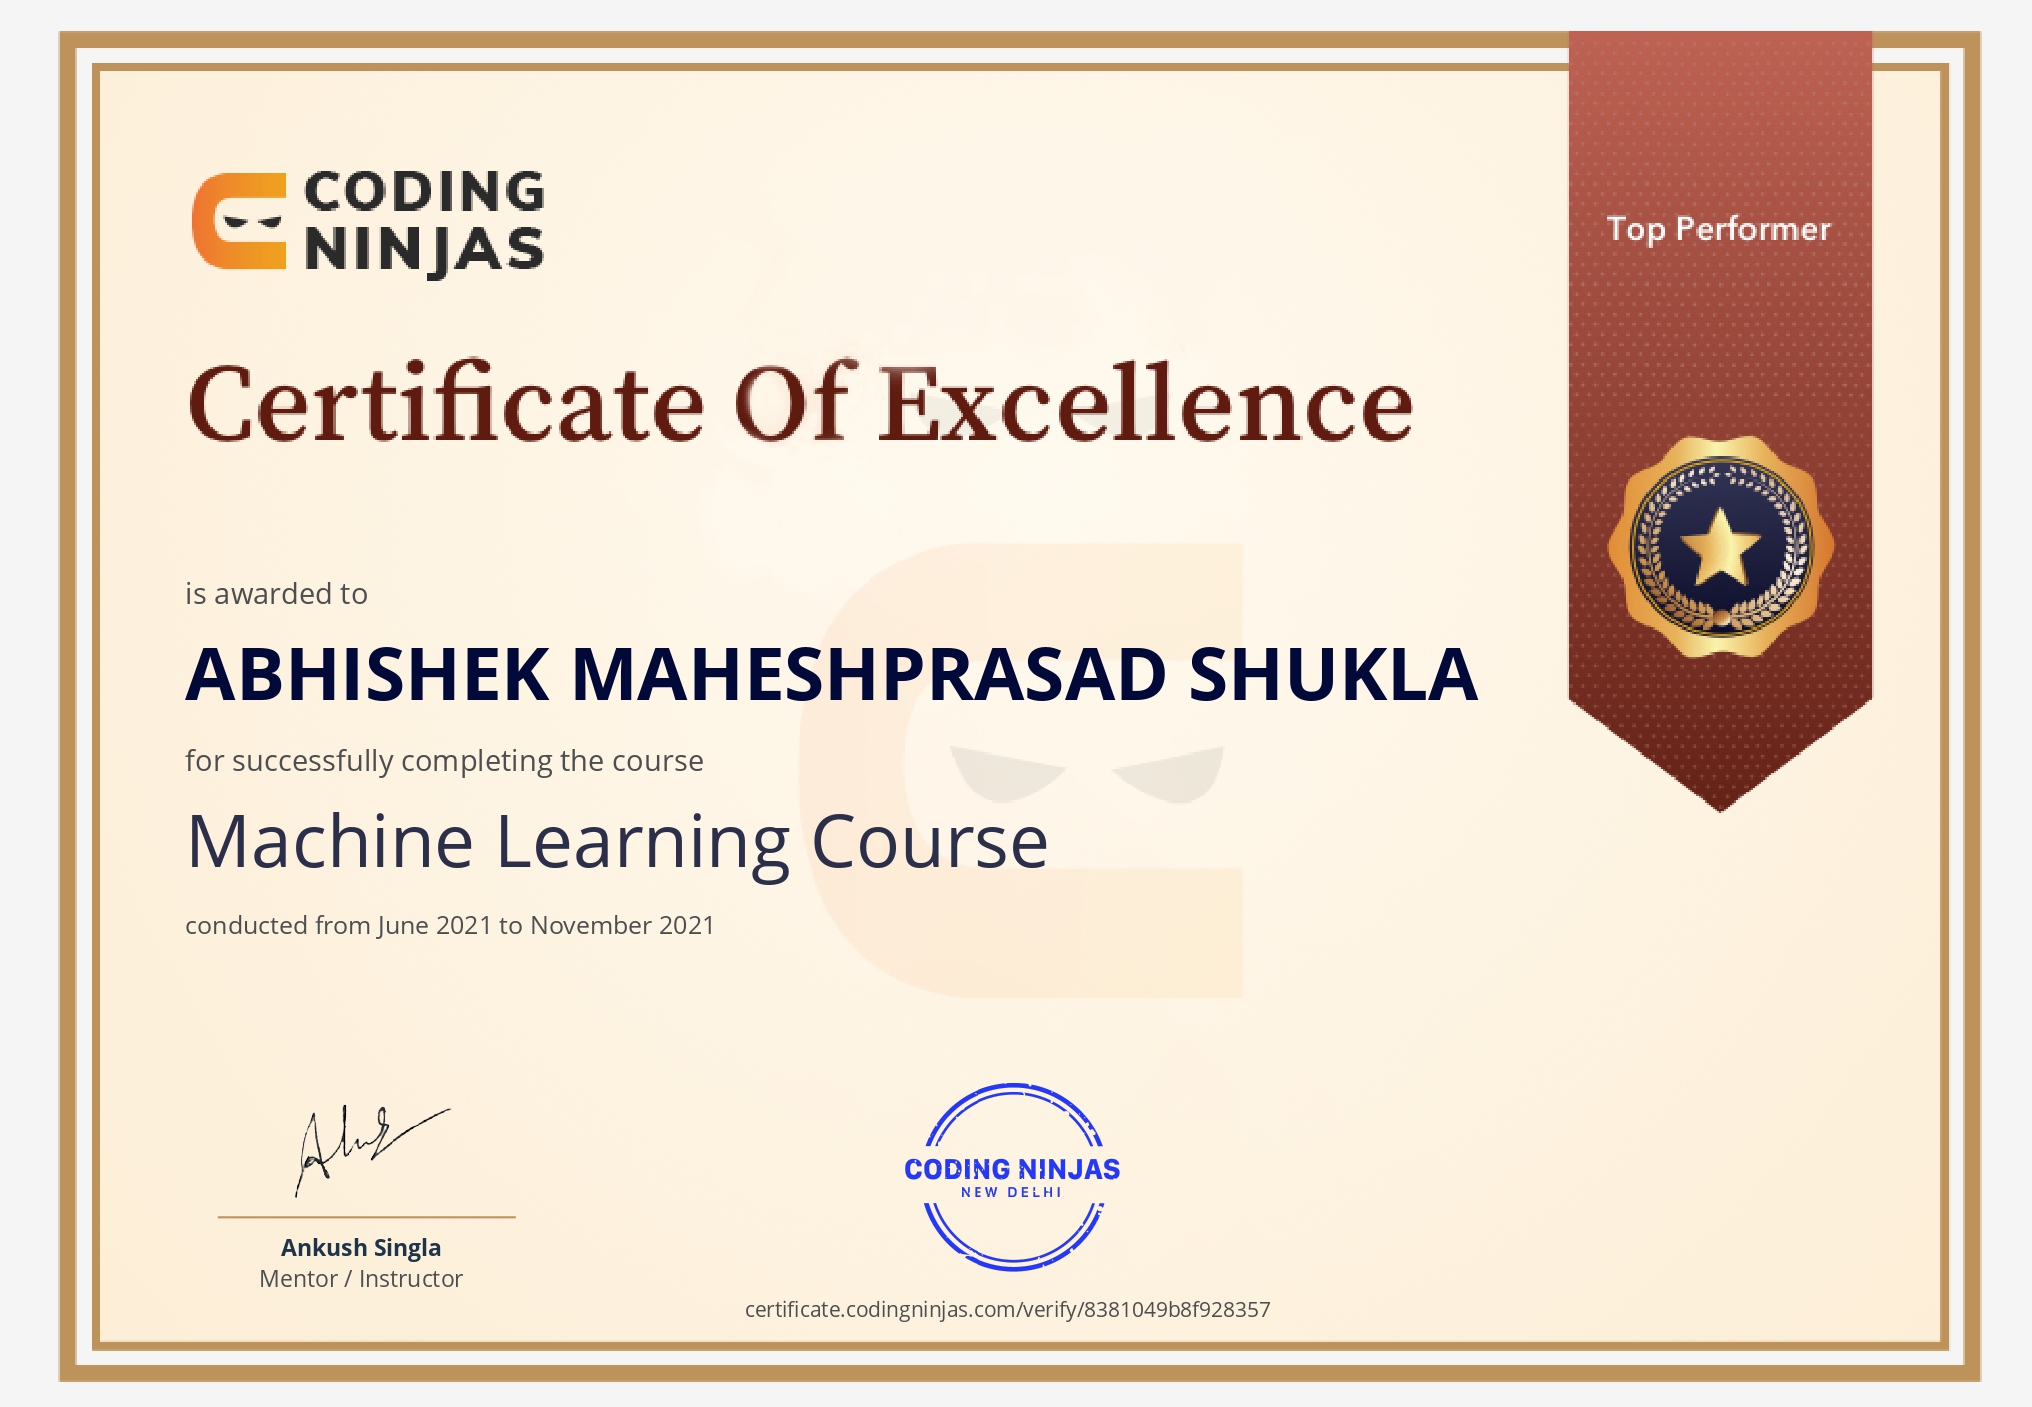 CODING
NINJAS
Top Performer
Certificate Of Excellence
is awarded to
ABHISHEK MAHESHPRASAD SHUKLA
for successfully completing the course
Machine Learning Course
conducted from June 2021 to November 2021
CODING NINJAS
NEW DELHI
Ankush Singla
Mentor / Instructor
certificate.codingninjas.com/verify/8381049b8f928357